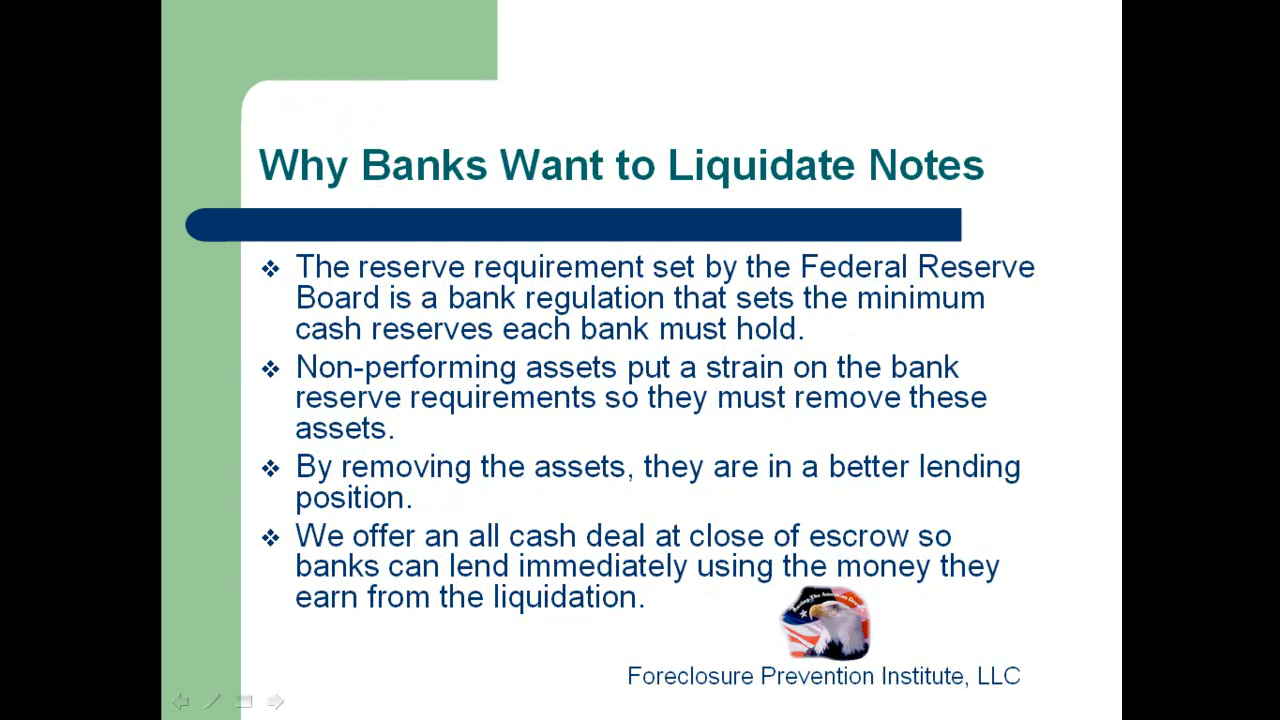 Why Banks Want to Liquidate Notes
❖ The reserve requirement set by the Federal Reserve
Board is a bank regulation that sets the minimum
cash reserves each bank must hold.
❖ Non-performing assets put a strain on the bank
reserve requirements so they must remove these
assets.
❖ By removing the assets, they are in a better lending
position.
❖ We offer an all cash deal at close of escrow so
banks can lend immediately using the money they
earn from the liquidation.
The American
Foreclosure Prevention Institute, LLC